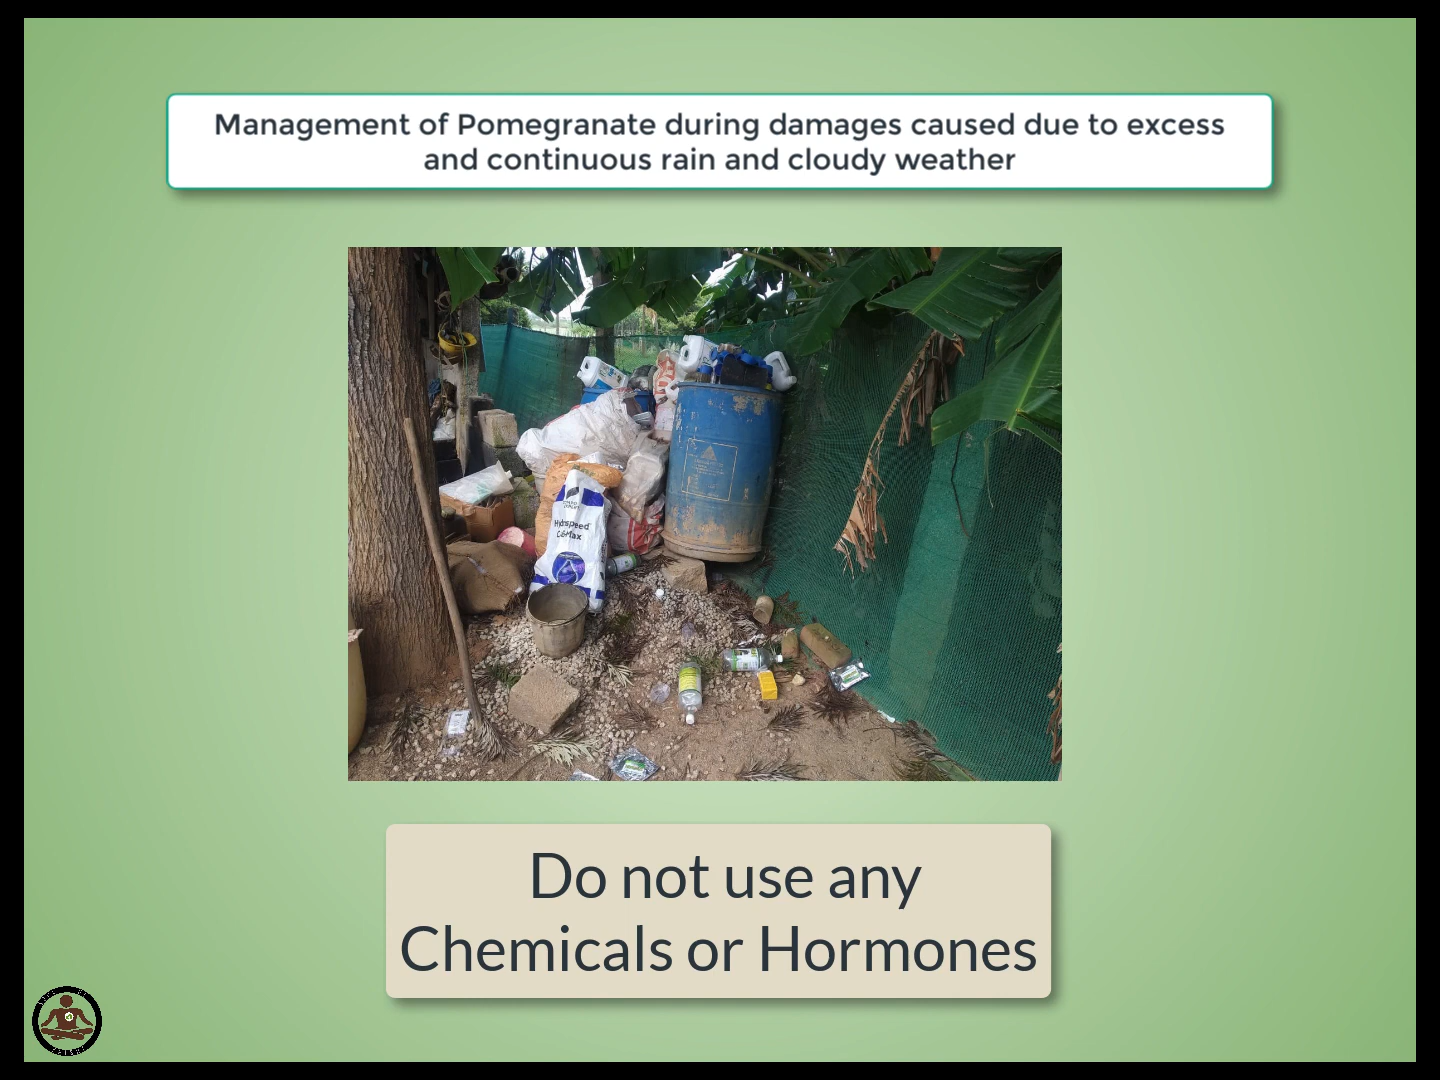 Management of Pomegranate during damages caused due to excess
and continuous rain and cloudy weather
Do not use any
Chemicals or Hormones